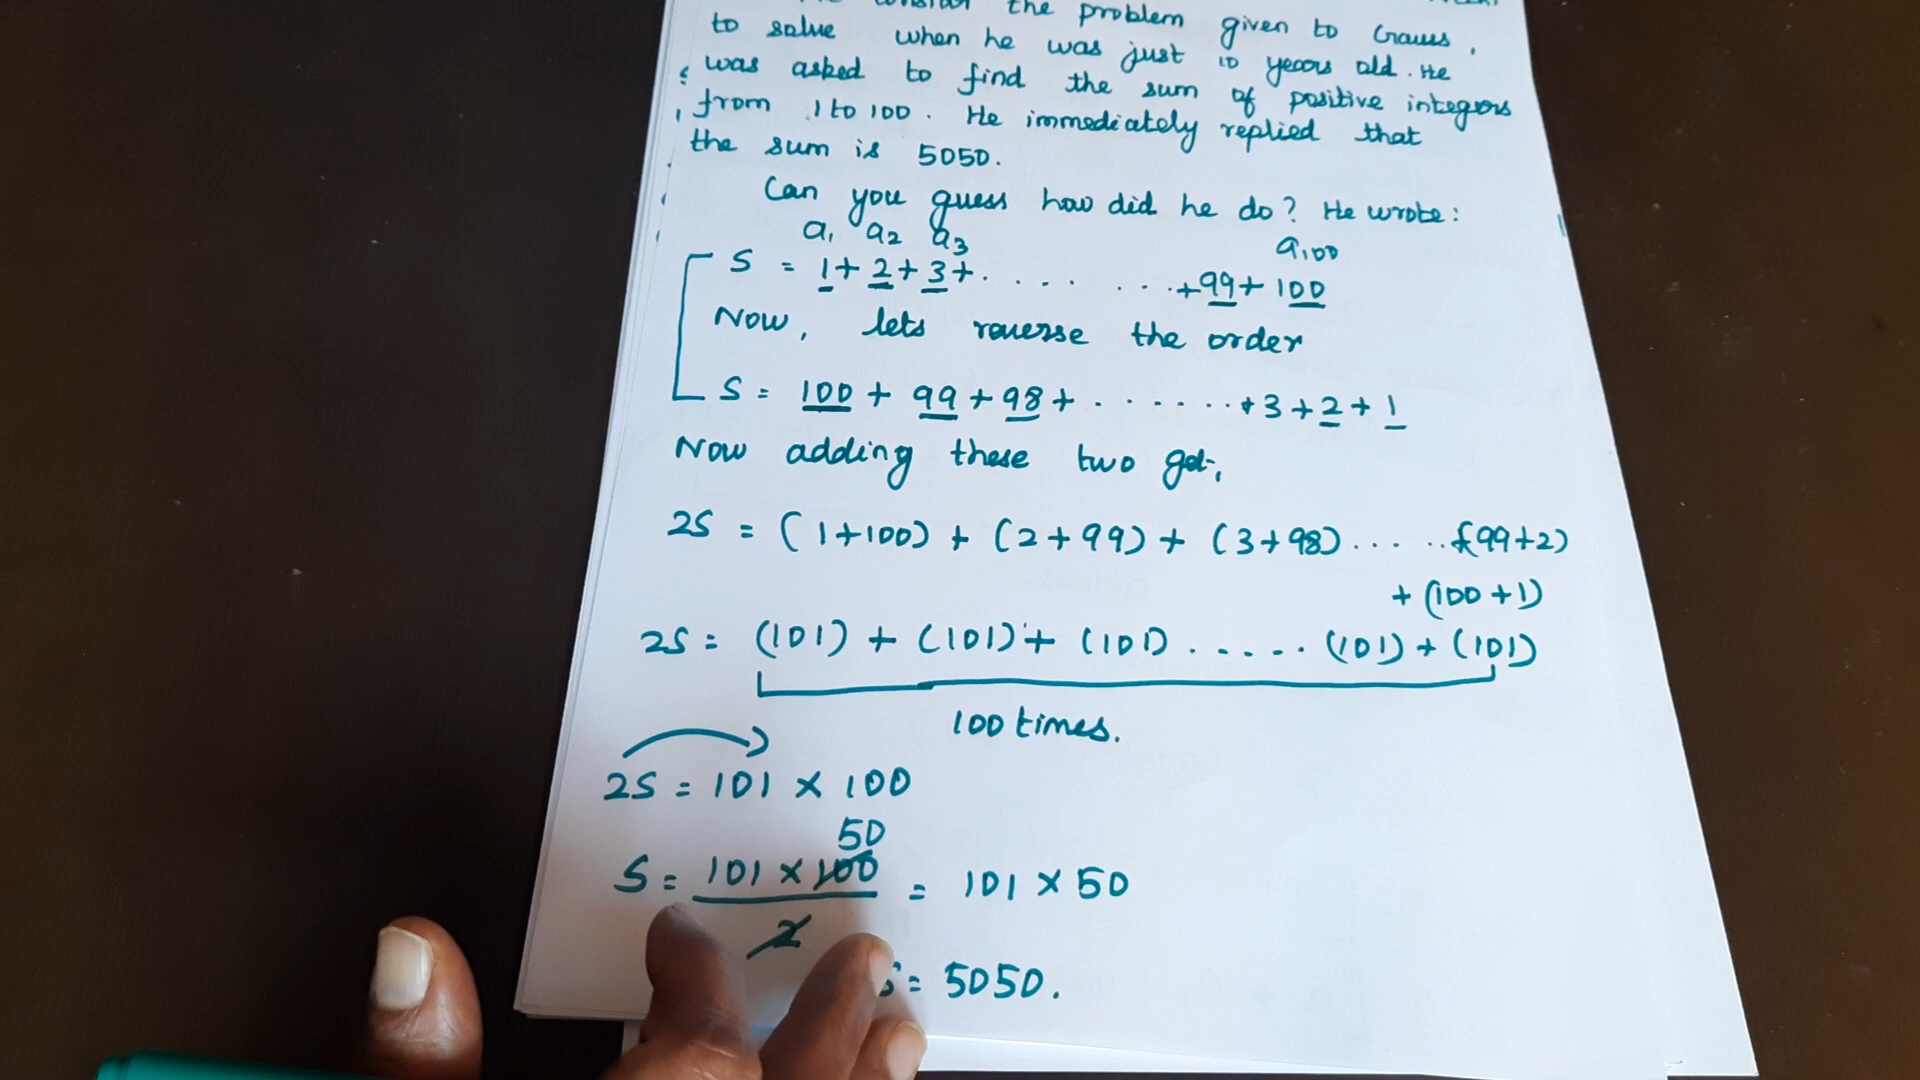 the problem given to Gauss,
to solve when he was just 10 years old. He
was asked to find the sum of positive integers
from 1 to 100. He immediately replied that
the sum is 5050.
Can you guess how did he do? He wrote:
a1 a2 a3 a100
S = 1+2+3+. . . . . . . +99+ 100
Now, lets reverse the order
S = 100 + 99 + 98 + . . . . . . . +3 +2 + 1
Now adding these two get,
2S = (1+100) + (2+99) + (3+98) . . . . . +(99+2)
+ (100 +1)
2S = (101) + (101) + (101) . . . . . (101) + (101)
100 times.
2S = 101 × 100
50
S = 101 × 100 / 2 = 101 × 50
S = 5050.